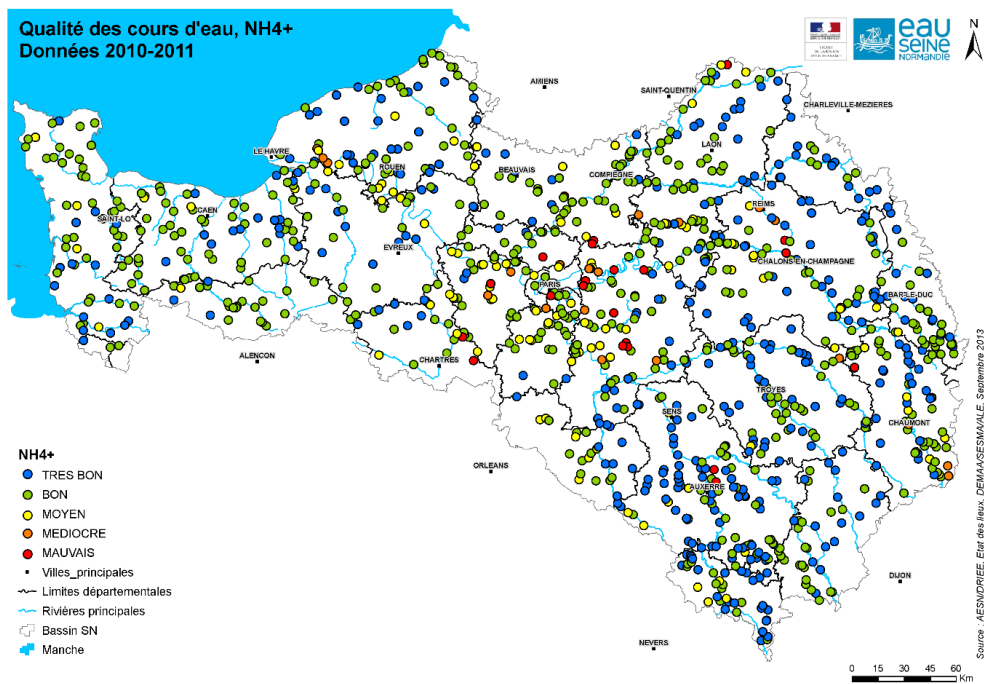 Qualité des cours d'eau, NH4+
Données 2010-2011
eau
SEINE
NORMANDIE
N
AMIENS
SAINT-QUENTIN
CHARLEVILLE-MEZIERES
LE HAVRE
LAON
ROUEN
BEAUVAIS
COMPIEGNE
REIMS
SAINT-LO
CAEN
EVREUX
CHALONS-EN-CHAMPAGNE
PARIS
BAR-LE-DUC
ALENCON
CHARTRES
TROYES
SENS
CHAUMONT
ORLEANS
AUXERRE
DIJON
NEVERS
NH4+
TRES BON
BON
MOYEN
MEDIOCRE
MAUVAIS
Villes_principales
Limites départementales
Rivières principales
Bassin SN
Manche
Source : AESN/DRIEE, Etat des lieux, DEMAA/SESMA/ALE, Septembre 2013
0 15 30 45 60
Km